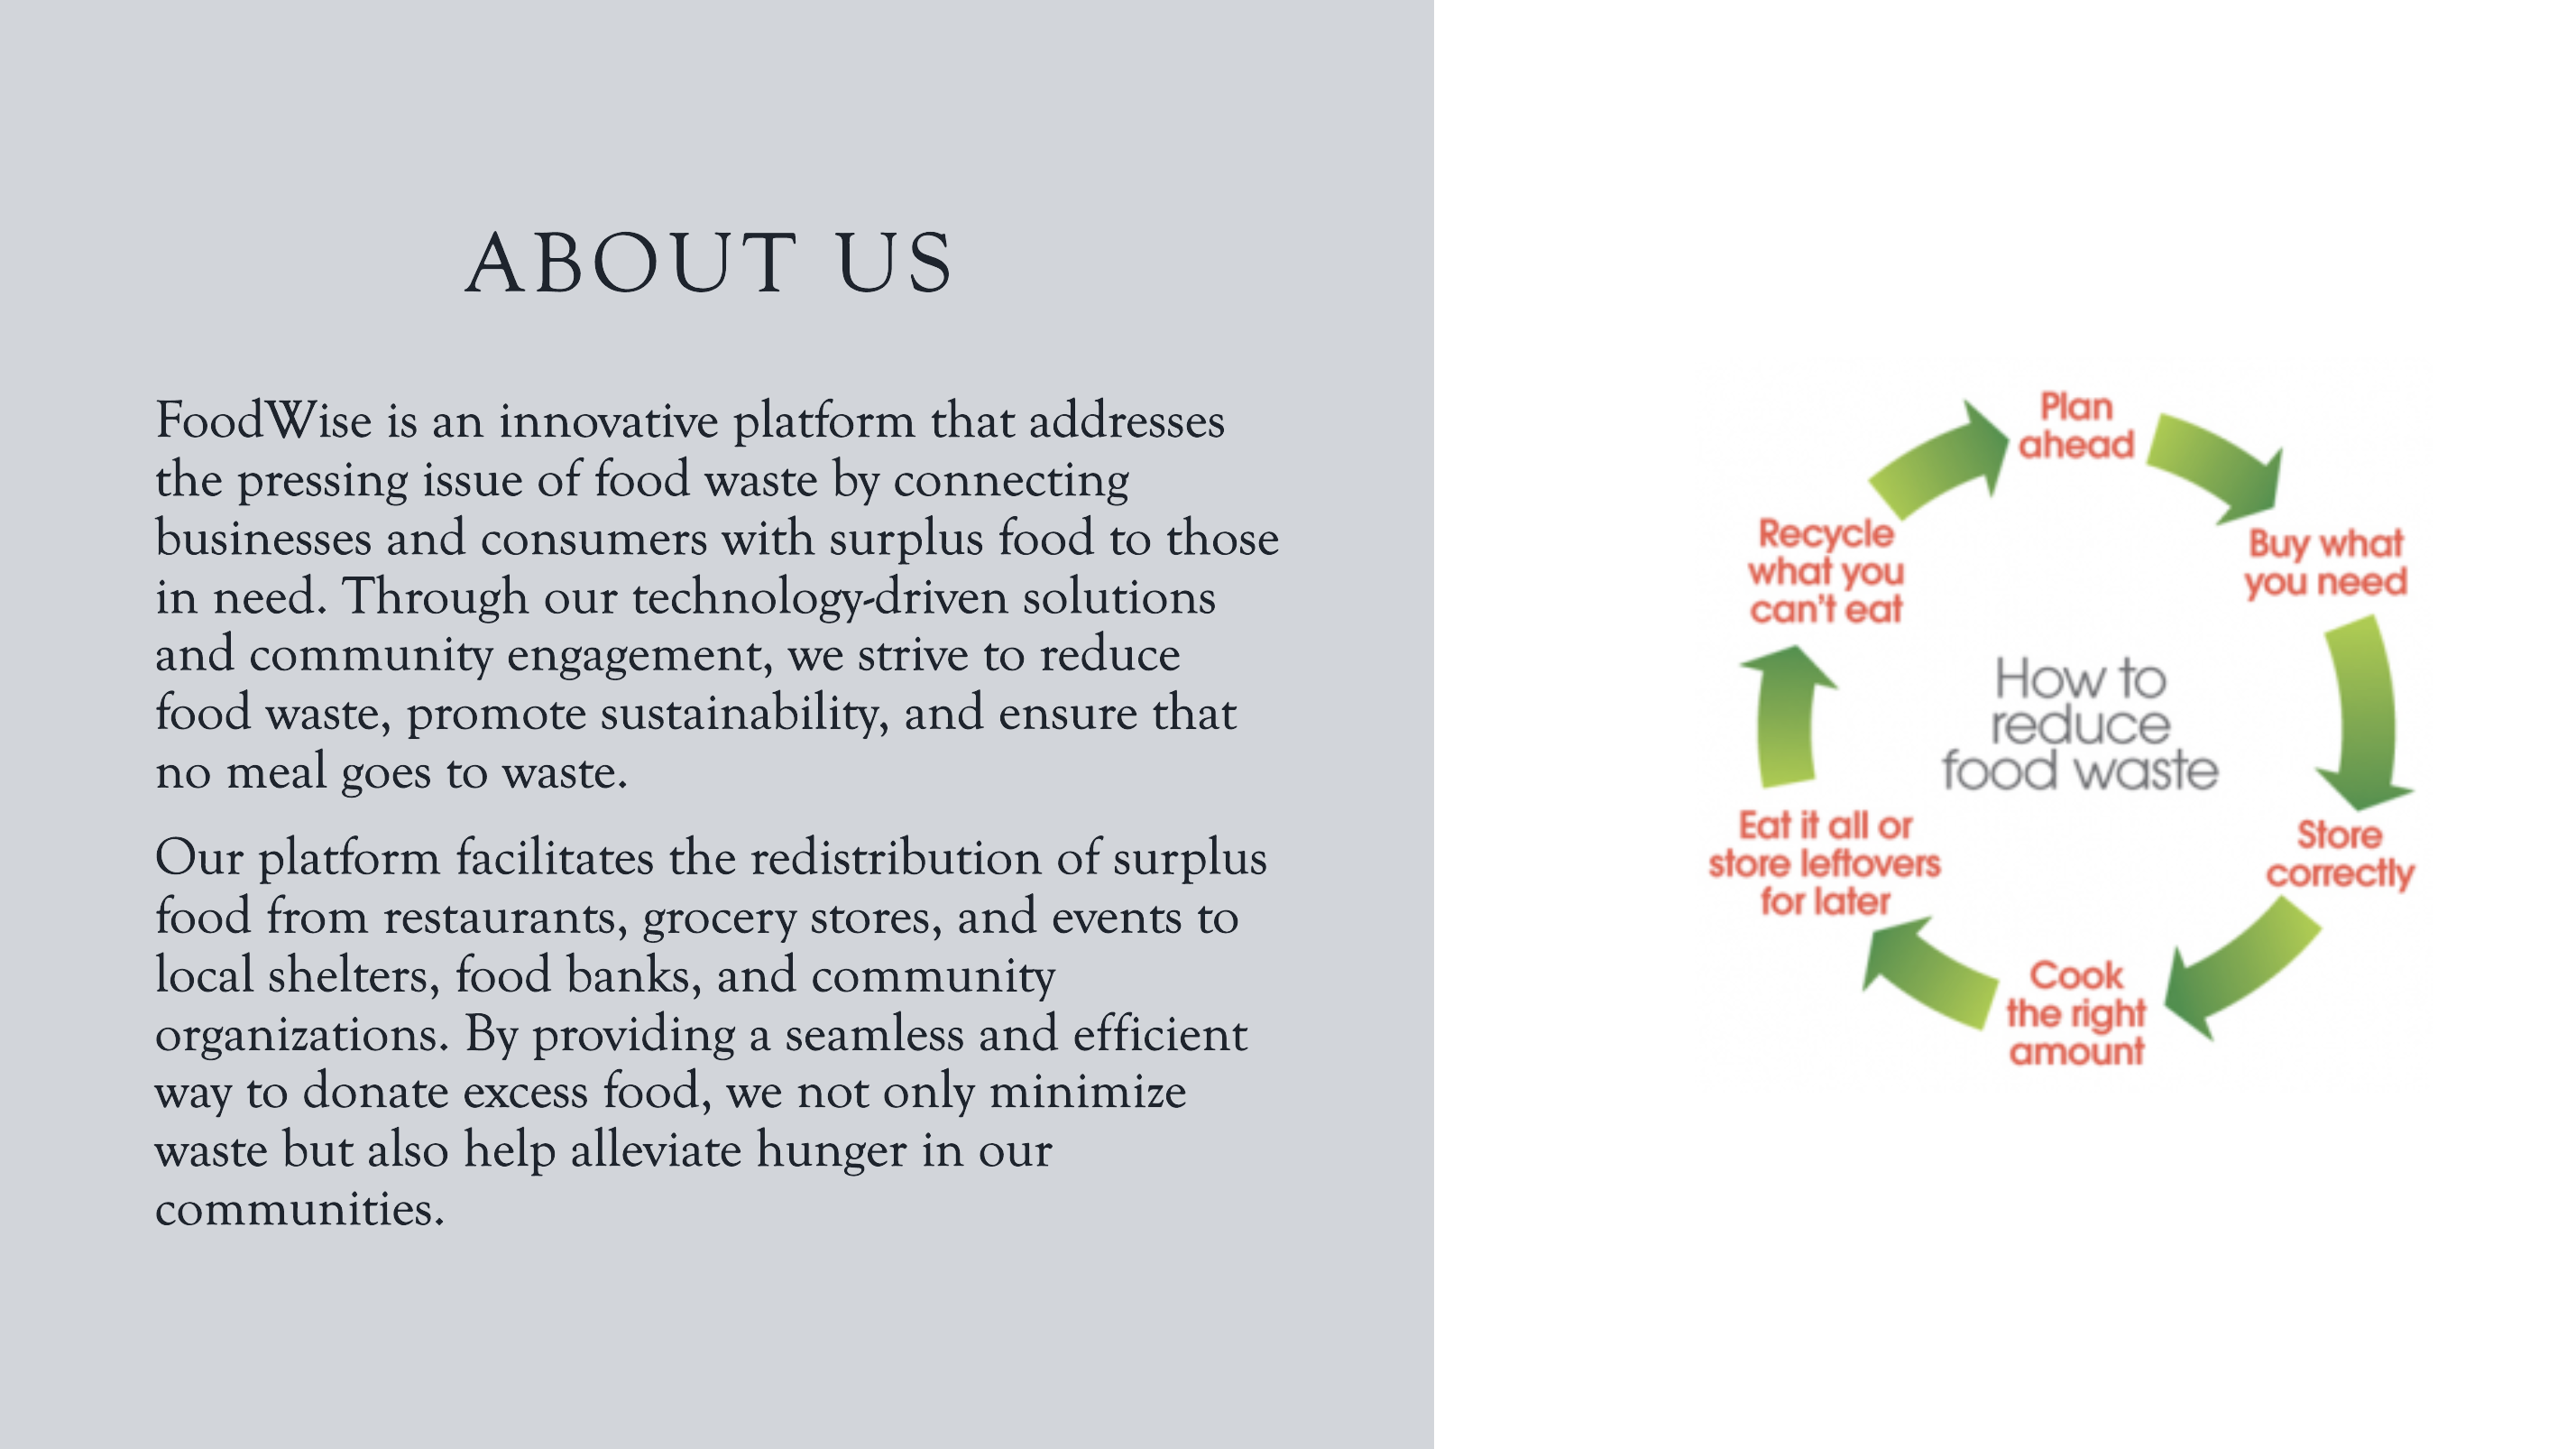 ABOUT US
FoodWise is an innovative platform that addresses
the pressing issue of food waste by connecting
businesses and consumers with surplus food to those
in need. Through our technology-driven solutions
and community engagement, we strive to reduce
food waste, promote sustainability, and ensure that
no meal goes to waste.
Our platform facilitates the redistribution of surplus
food from restaurants, grocery stores, and events to
local shelters, food banks, and community
organizations. By providing a seamless and efficient
way to donate excess food, we not only minimize
waste but also help alleviate hunger in our
communities.
How to
reduce
food waste
Plan
ahead
Buy what
you need
Store
correctly
Cook
the right
amount
Eat it all or
store leftovers
for later
Recycle
what you
can't eat